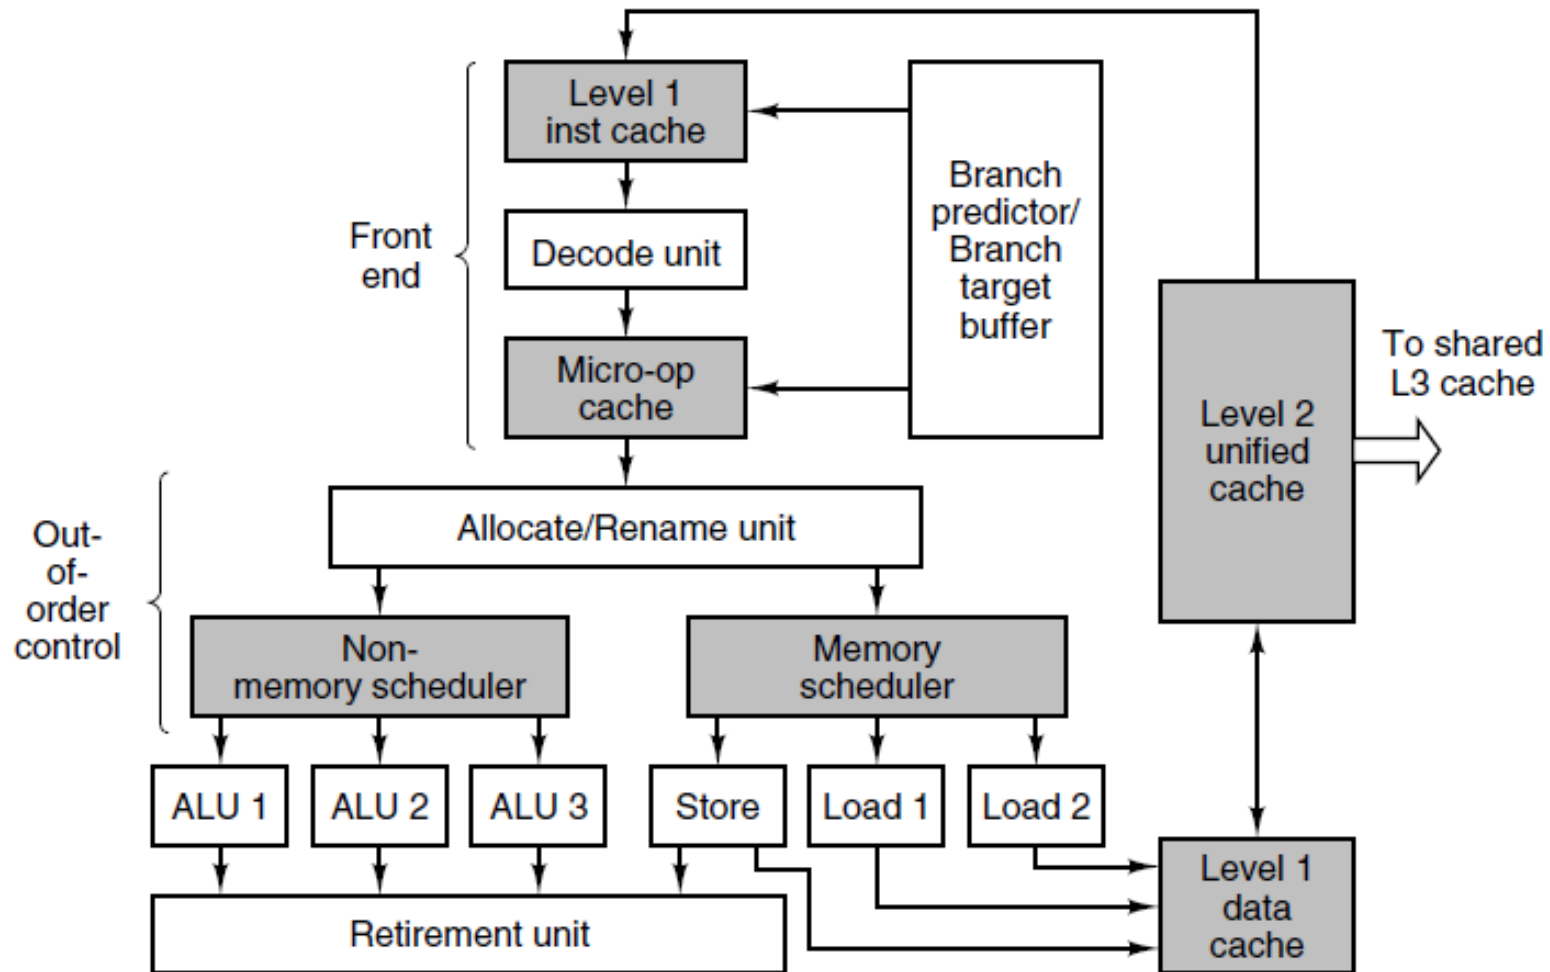 Level 1
inst cache
Branch
predictor/
Branch
target
buffer
Front
end
Decode unit
Micro-op
cache
Level 2
unified
cache
To shared
L3 cache
Out-
of-
order
control
Allocate/Rename unit
Non-
memory scheduler
Memory
scheduler
ALU 1
ALU 2
ALU 3
Store
Load 1
Load 2
Level 1
data
cache
Retirement unit